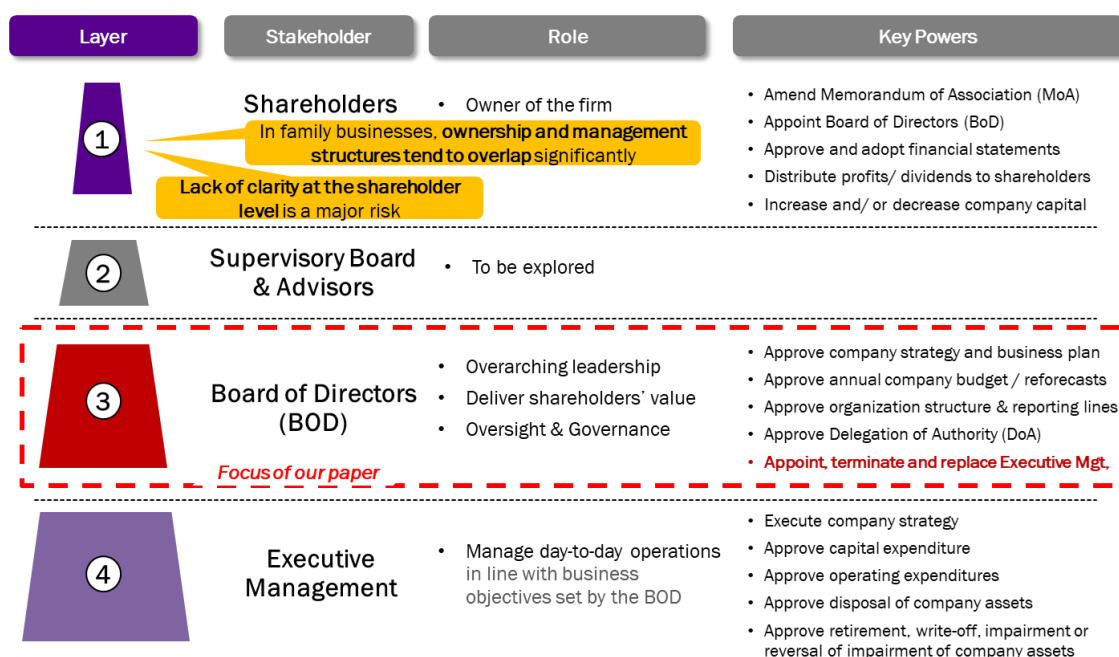 Layer
Stakeholder
Role
Key Powers
1
Shareholders
• Owner of the firm
• Amend Memorandum of Association (MoA)
• Appoint Board of Directors (BoD)
• Approve and adopt financial statements
• Distribute profits/ dividends to shareholders
• Increase and/ or decrease company capital
In family businesses, ownership and management
structures tend to overlap significantly
Lack of clarity at the shareholder
level is a major risk
2
Supervisory Board
& Advisors
• To be explored
3
Board of Directors
(BOD)
Focus of our paper
• Overarching leadership
• Deliver shareholders' value
• Oversight & Governance
• Approve company strategy and business plan
• Approve annual company budget / reforecasts
• Approve organization structure & reporting lines
• Approve Delegation of Authority (DoA)
• Appoint, terminate and replace Executive Mgt,
4
Executive
Management
• Manage day-to-day operations
in line with business
objectives set by the BOD
• Execute company strategy
• Approve capital expenditure
• Approve operating expenditures
• Approve disposal of company assets
• Approve retirement, write-off, impairment or
reversal of impairment of company assets